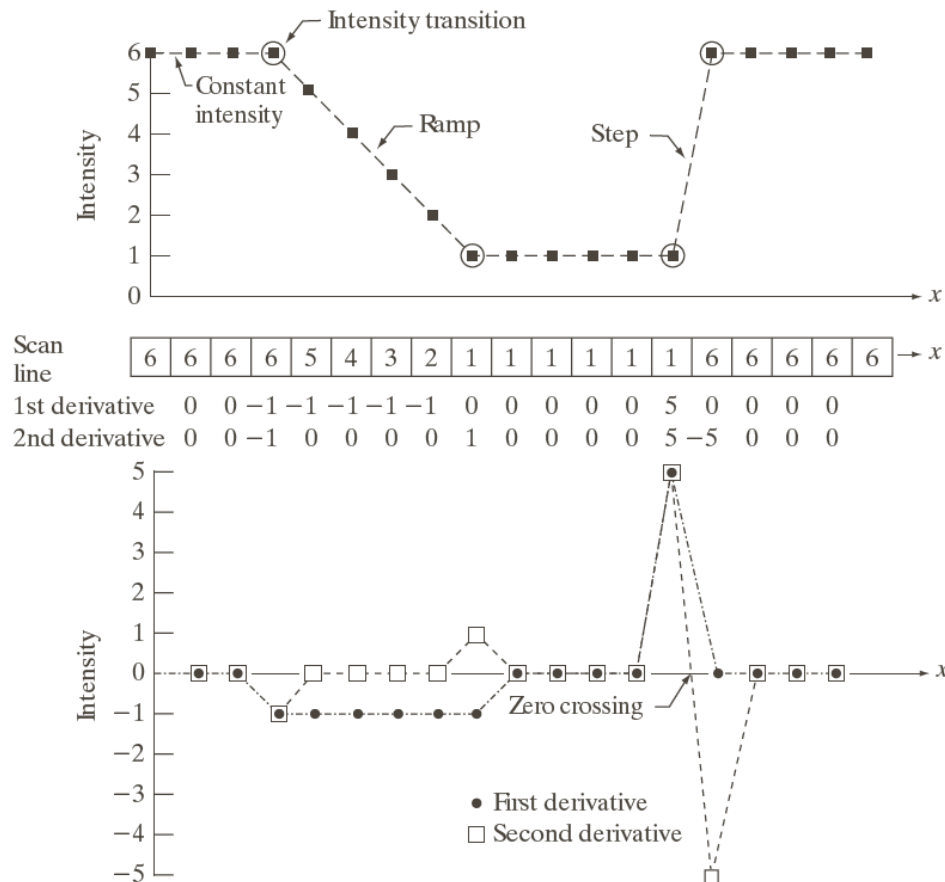 Intensity transition
6
Constant
intensity
5
Ramp
4
Step
3
2
1
0
Intensity
x
Scan
line
6 6 6 6 5 4 3 2 1 1 1 1 1 1 6 6 6 6 6
x
1st derivative 0 0 −1 −1 −1 −1 −1 0 0 0 0 0 5 0 0 0 0
2nd derivative 0 0 −1 0 0 0 0 1 0 0 0 0 5 −5 0 0 0
5
4
3
2
1
0
x
Zero crossing
−1
−2
−3
−4
−5
Intensity
First derivative
Second derivative